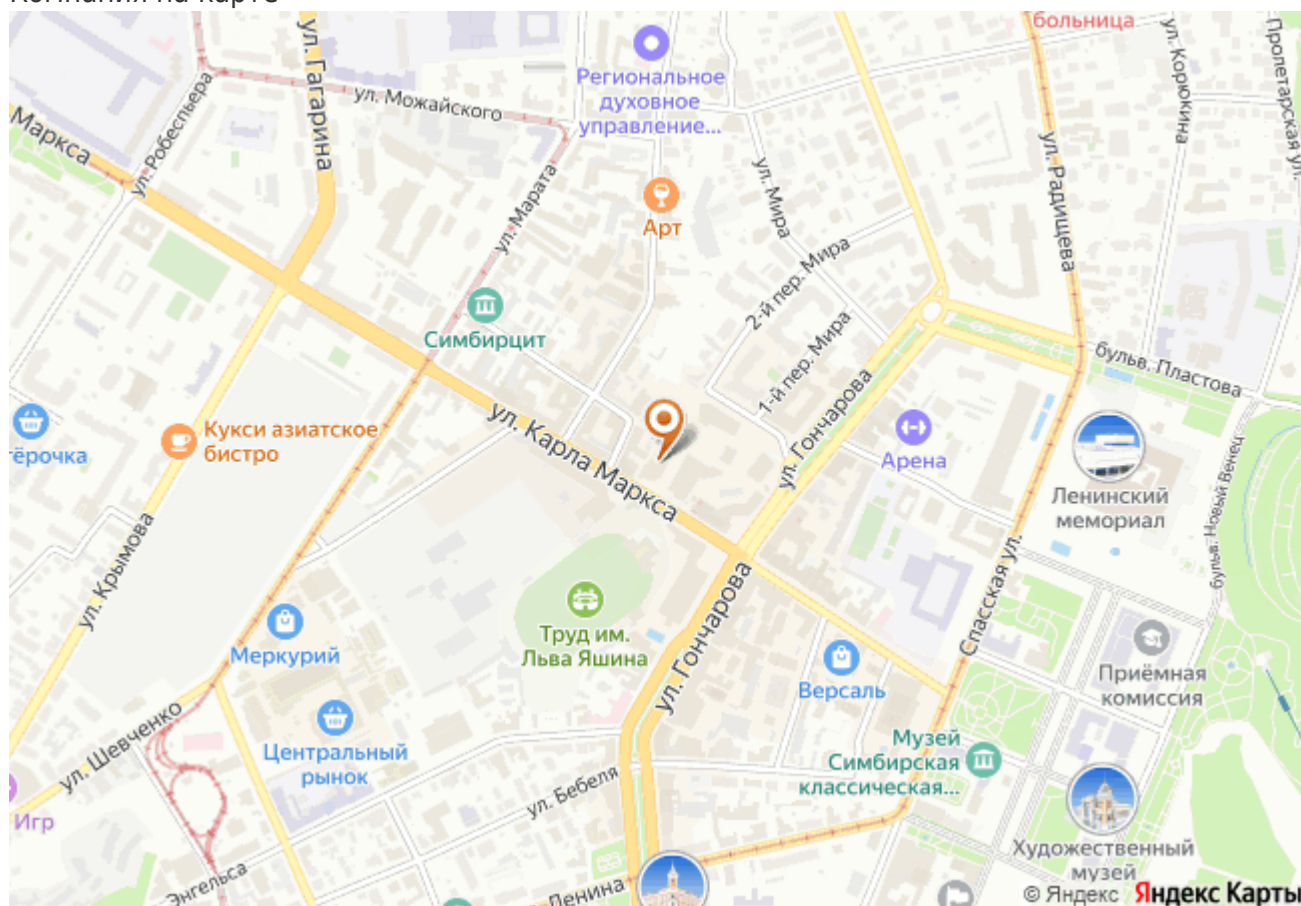 Компания на карте
больница
ул. Корюкина
Пролетарская ул.
ул. Гагарина
Региональное
духовное
управление...
ул. Можайского
Маркса
ул. Робеспьера
ул. Марата
ул. Мира
ул. Радищева
Арт
2-й пер. Мира
Симбирцит
1-й пер. Мира
бульв. Пластова
ул. Гончарова
Кукси азиатское
бистро
тёрочка
ул. Карла Маркса
Арена
Ленинский
мемориал
бульв. Новый Венец
ул. Крымова
Спасская ул.
Труд им.
Льва Яшина
Меркурий
ул. Гончарова
Версаль
Приёмная
комиссия
ул. Шевченко
Центральный
рынок
Музей
Симбирская
классическая...
ул. Бебеля
Игр
Художественный
музей
Энгельса
Ленина
© Яндекс Яндекс Карты